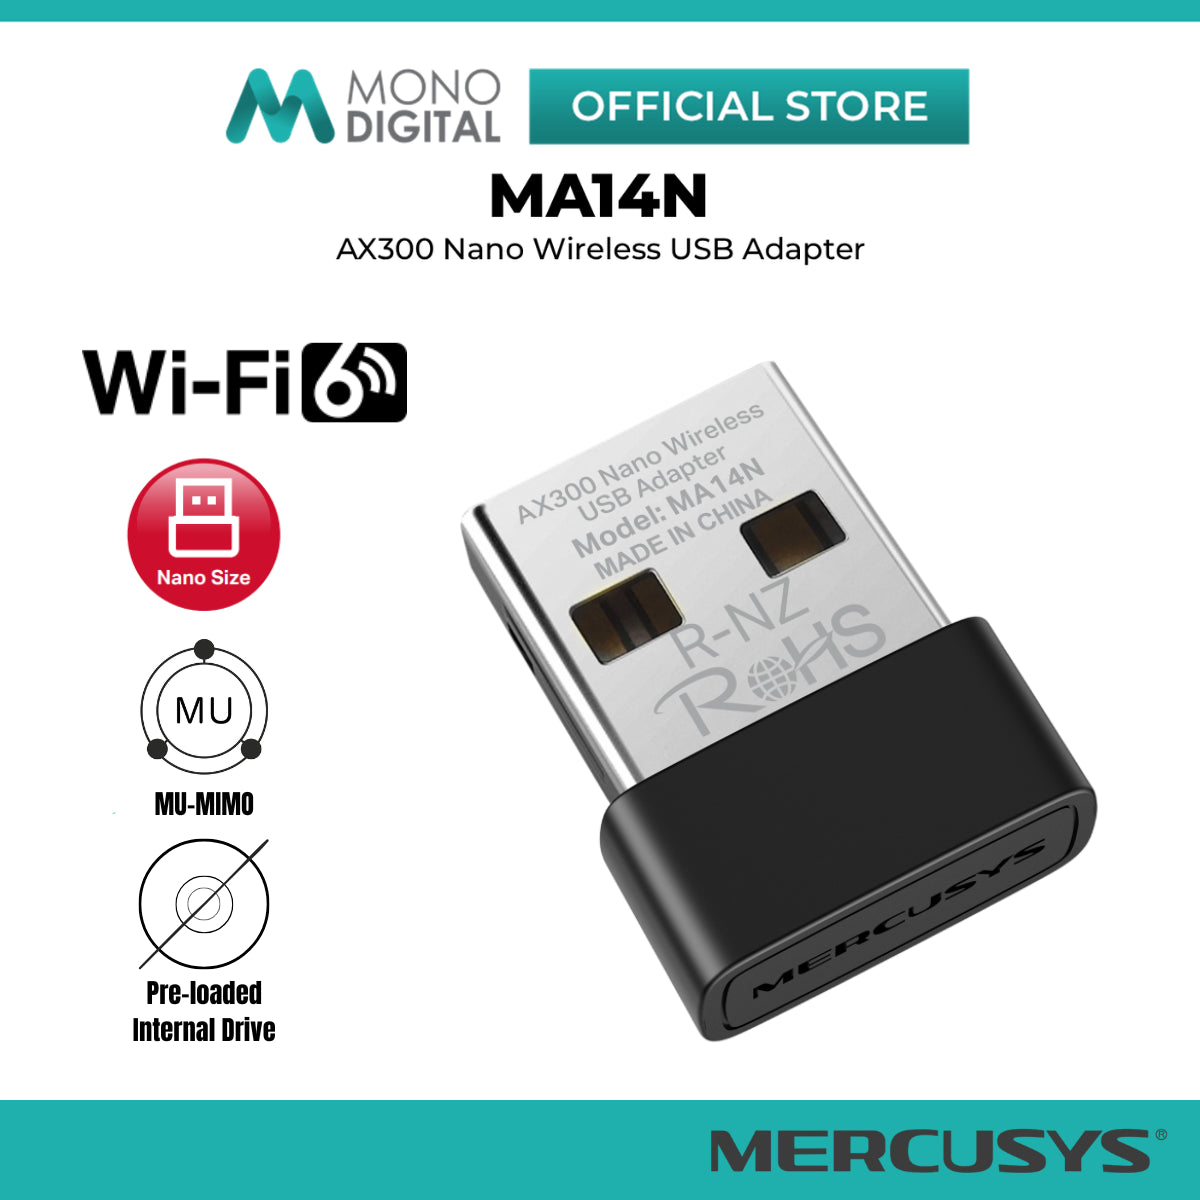 MONO
DIGITAL
OFFICIAL STORE
MA14N
AX300 Nano Wireless USB Adapter
Wi-Fi 6
Nano Size
MU
MU-MIMO
Pre-loaded
Internal Drive
AX300 Nano Wireless
USB Adapter
Model: MA14N
MADE IN CHINA
R-NZ
RoHS
MERCUSYS
MERCUSYS®